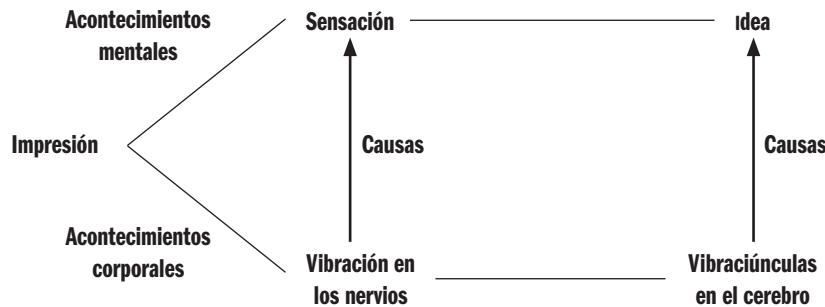 Acontecimientos
mentales
Sensación
Idea
Impresión
Causas
Causas
Acontecimientos
corporales
Vibración en
los nervios
Vibraciúnculas
en el cerebro